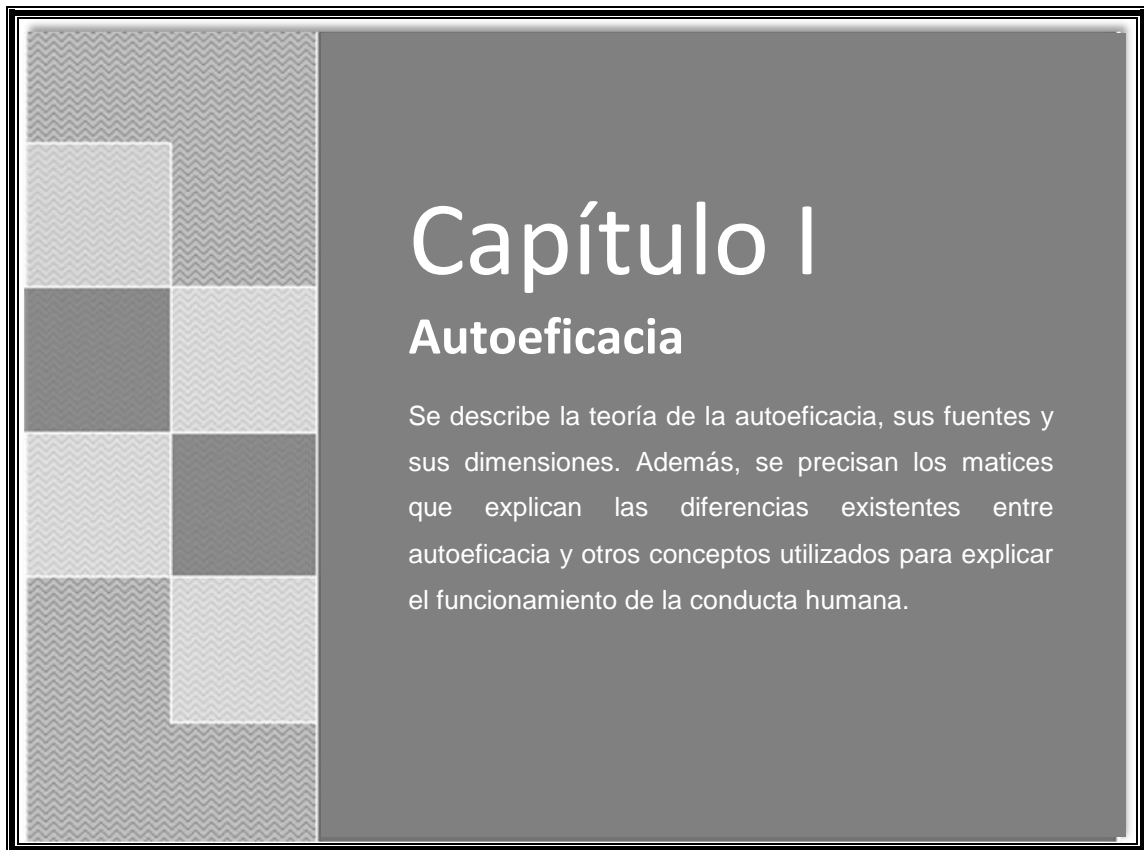 Capítulo I
Autoeficacia
Se describe la teoría de la autoeficacia, sus fuentes y
sus dimensiones. Además, se precisan los matices
que explican las diferencias existentes entre
autoeficacia y otros conceptos utilizados para explicar
el funcionamiento de la conducta humana.